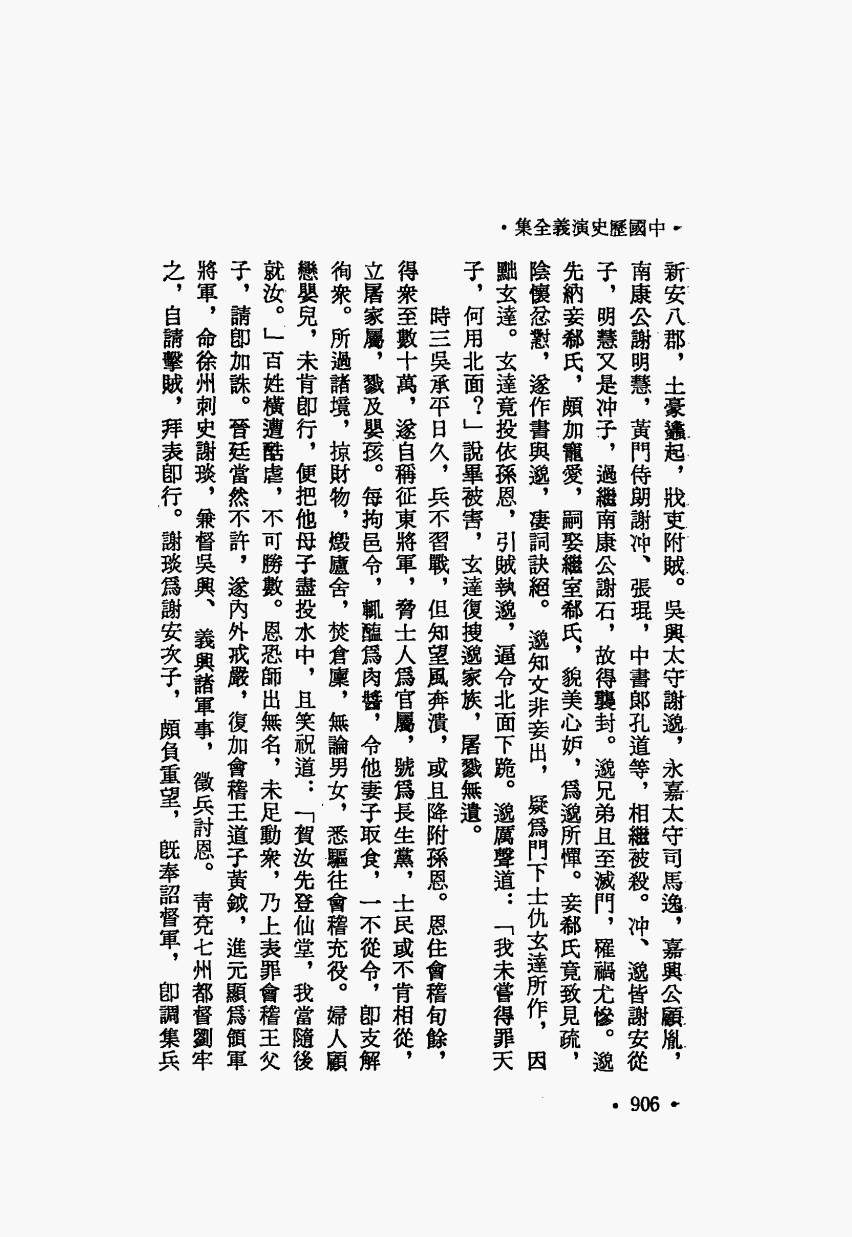 ·中國歷史演義全集·
新安八郡，土豪蠭起，戕吏附賊。吳興太守謝邈，永嘉太守司馬逸，嘉興公顧胤，
南康公謝明慧，黃門侍郞謝冲、張琨，中書郞孔道等，相繼被殺。冲、邈皆謝安從
子，明慧又是冲子，過繼南康公謝石，故得襲封。邈兄弟且至滅門，罹禍尤慘。邈
先納妾郗氏，頗加寵愛，嗣娶繼室郗氏，貌美心妒，爲邈所憚。妾郗氏竟致見疏，
陰懷忿懟，遂作書與邈，凄詞訣絕。邈知文非妾出，疑爲門下士仇玄達所作，因
黜玄達。玄達竟投依孫恩，引賊執邈，逼令北面下跪。邈厲聲道：「我未嘗得罪天
子，何用北面？」說畢被害，玄達復搜邈家族，屠戮無遺。
時三吳承平日久，兵不習戰，但知望風奔潰，或且降附孫恩。恩住會稽旬餘，
得衆至數十萬，遂自稱征東將軍，脅士人爲官屬，號爲長生黨，士民或不肯相從，
立屠家屬，戮及嬰孩。每拘邑令，輒醢爲肉醬，令他妻子取食，一不從令，卽支解
徇衆。所過諸境，掠財物，燬廬舍，焚倉廩，無論男女，悉驅往會稽充役。婦人顧
戀嬰兒，未肯卽行，便把他母子盡投水中，且笑祝道：「賀汝先登仙堂，我當隨後
就汝。」百姓橫遭酷虐，不可勝數。恩恐師出無名，未足動衆，乃上表罪會稽王父
子，請卽加誅。晉廷當然不許，遂內外戒嚴，復加會稽王道子黃鉞，進元顯爲領軍
將軍，命徐州刺史謝琰，兼督吳興、義興諸軍事，徵兵討恩。靑兗七州都督劉牢
之，自請擊賊，拜表卽行。謝琰爲謝安次子，頗負重望，旣奉詔督軍，卽調集兵
·906·